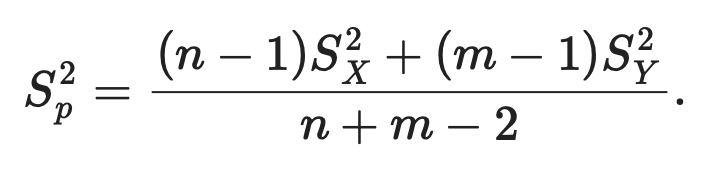 $$S_p^2 = \frac{(n-1)S_X^2 + (m-1)S_Y^2}{n+m-2}.$$